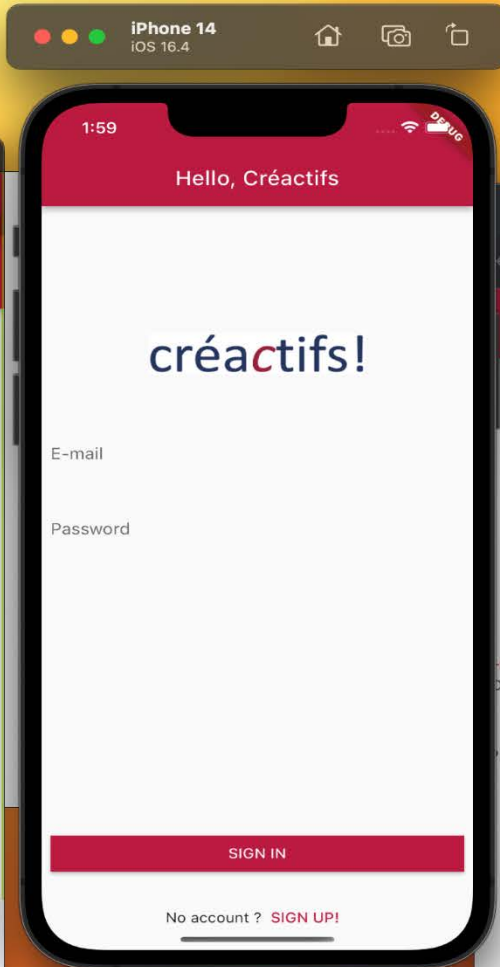 iPhone 14
iOS 16.4
1:59
DEBUG
Hello, Créactifs
créactifs!
E-mail
Password
SIGN IN
No account ? SIGN UP!